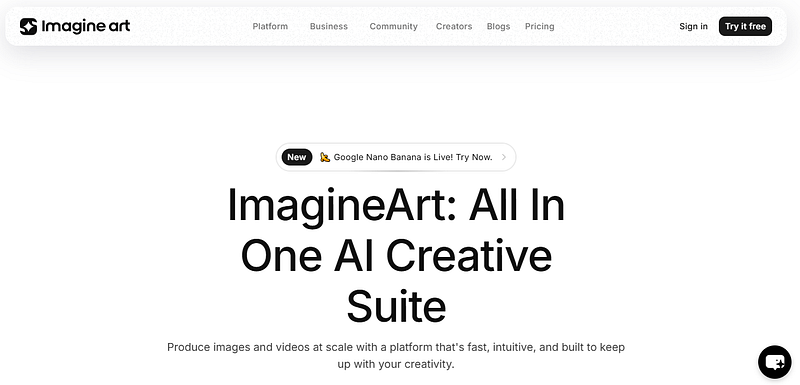 Imagine art
Platform Business Community Creators Blogs Pricing
Sign in Try it free
New 🍌 Google Nano Banana is Live! Try Now.
ImagineArt: All In
One AI Creative
Suite
Produce images and videos at scale with a platform that's fast, intuitive, and built to keep
up with your creativity.